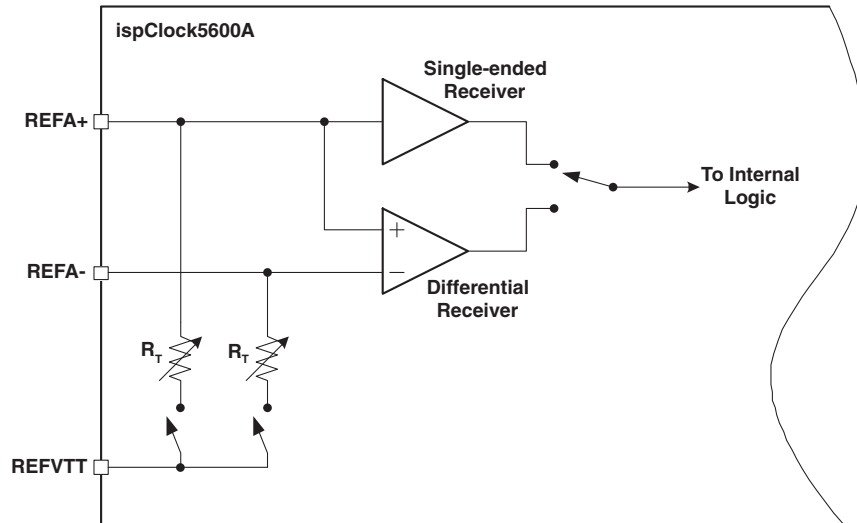 ispClock5600A
Single-ended
Receiver
REFA+
To Internal
Logic
+
REFA-
−
Differential
Receiver
RT
RT
REFVTT